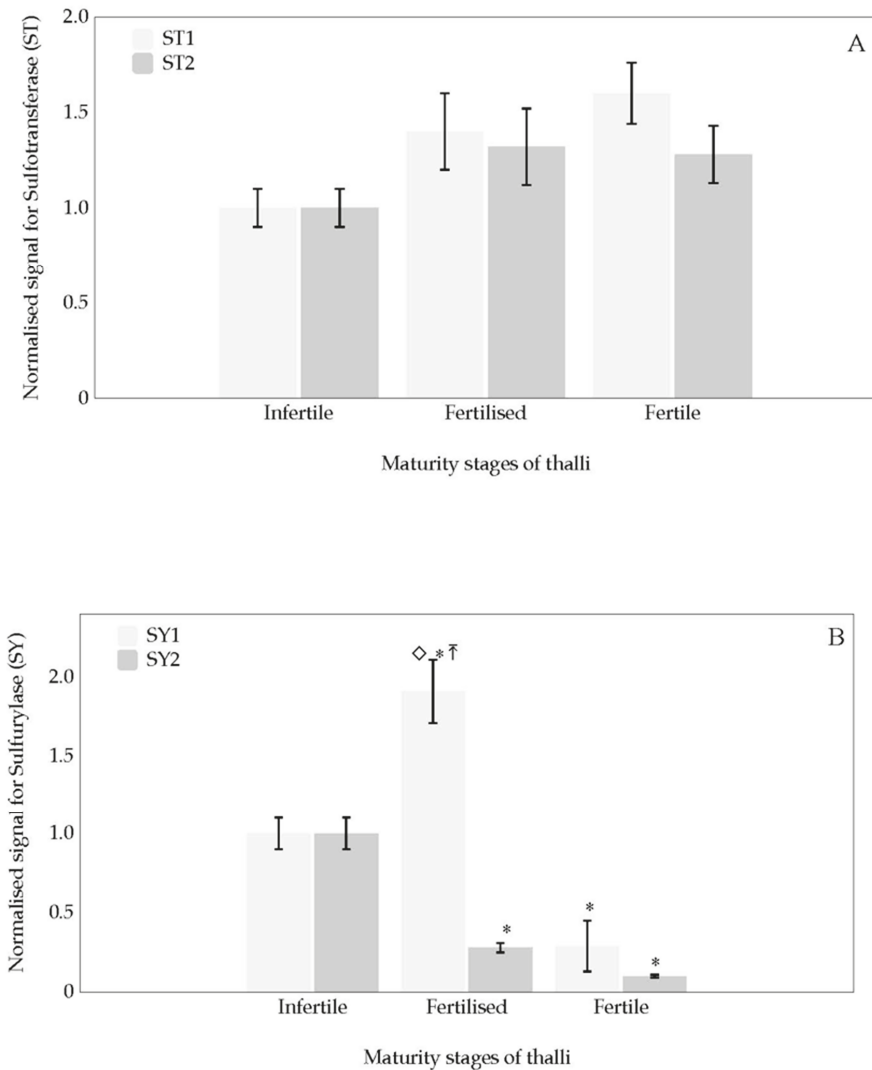 Normalised signal for Sulfotransferase (ST)
2.0
1.5
1.0
0.5
0
ST1
ST2
A
Infertile Fertilised Fertile
Maturity stages of thalli
Normalised signal for Sulfurylase (SY)
2.0
1.5
1.0
0.5
0
SY1
SY2
B
◇ *↑
*
*
*
Infertile Fertilised Fertile
Maturity stages of thalli